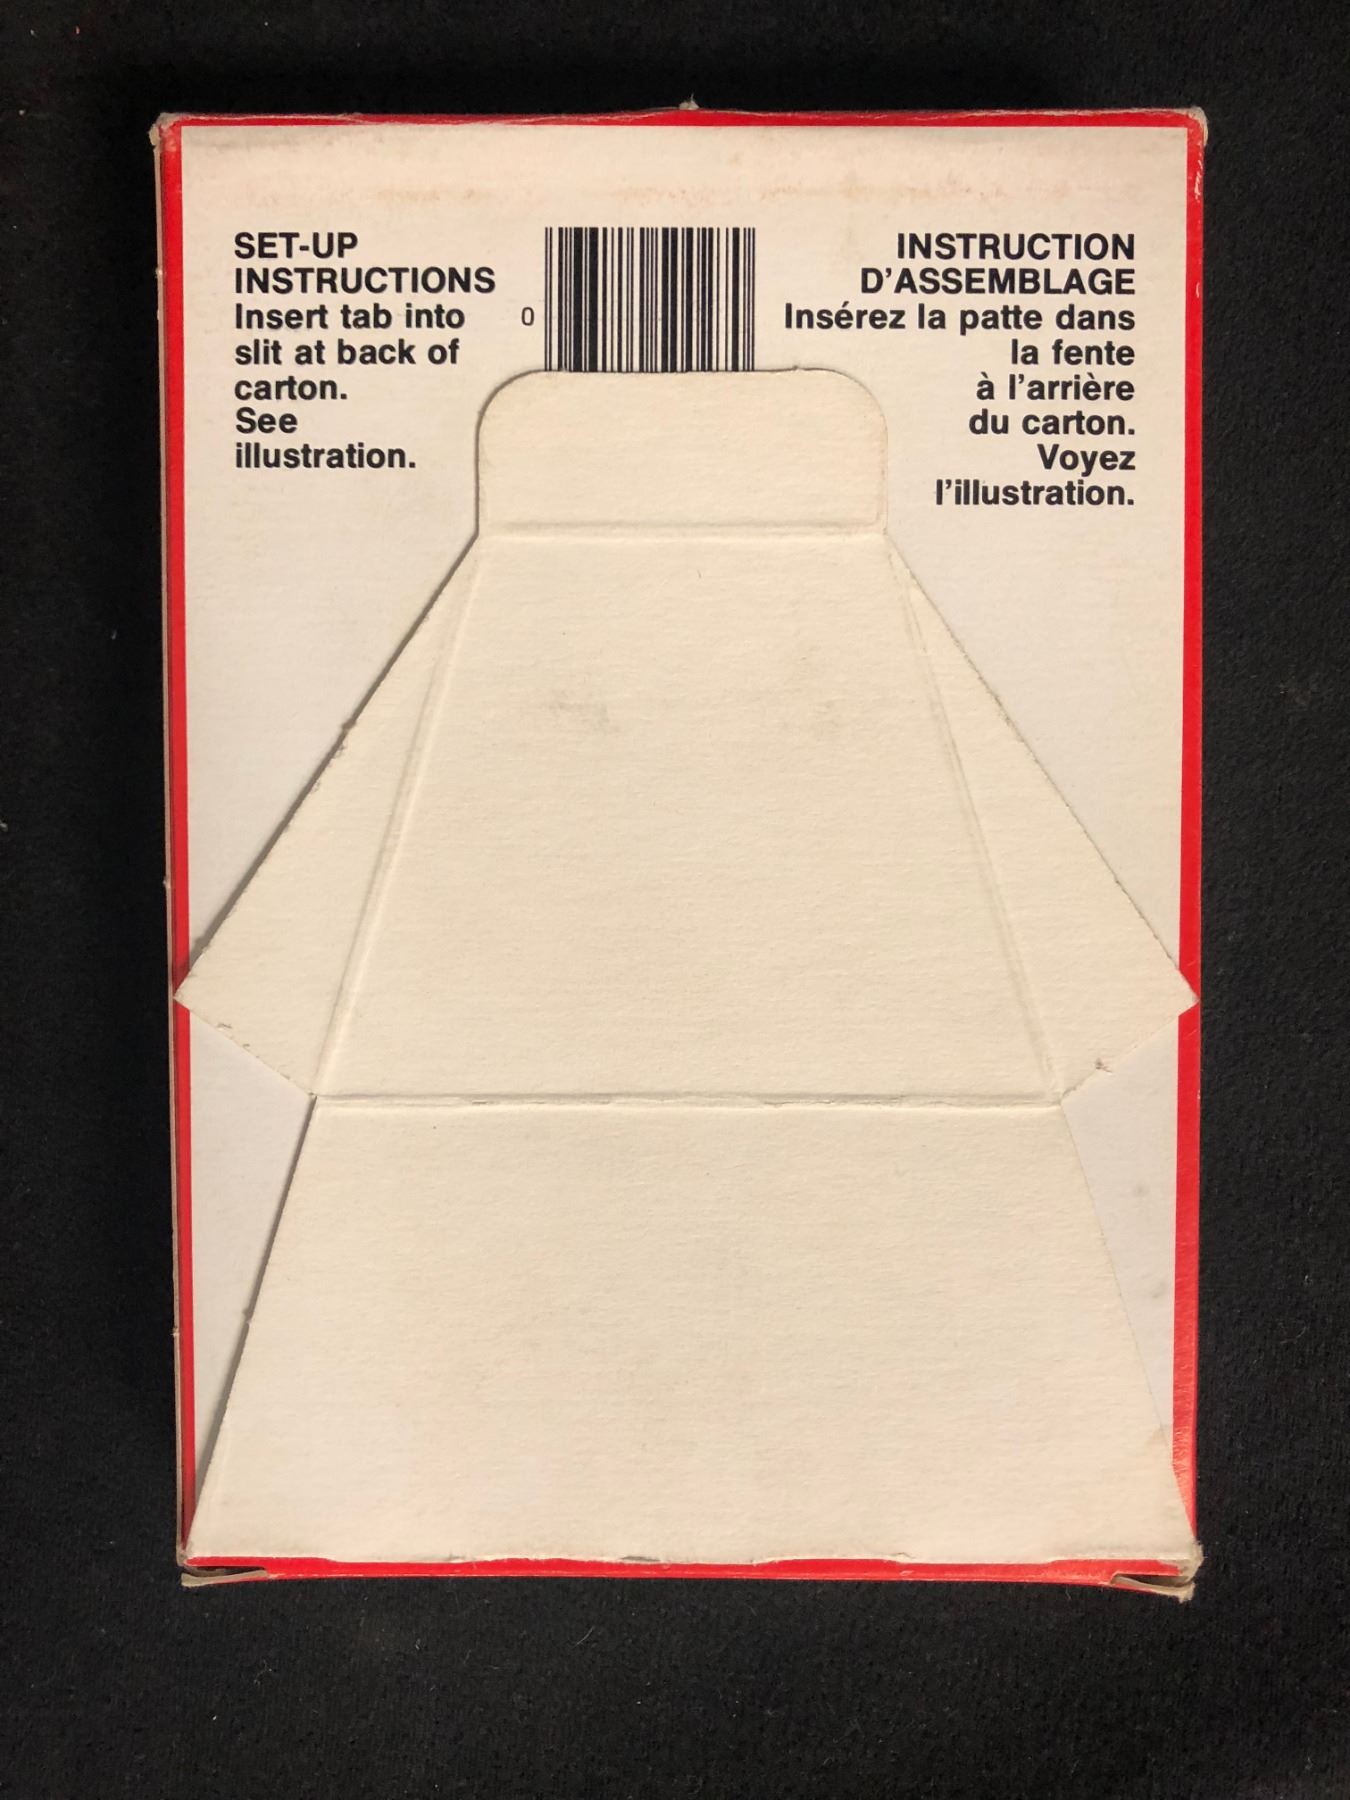 SET-UP
INSTRUCTIONS
Insert tab into
slit at back of
carton.
See
illustration.
0
INSTRUCTION
D'ASSEMBLAGE
Insérez la patte dans
la fente
à l'arrière
du carton.
Voyez
l'illustration.